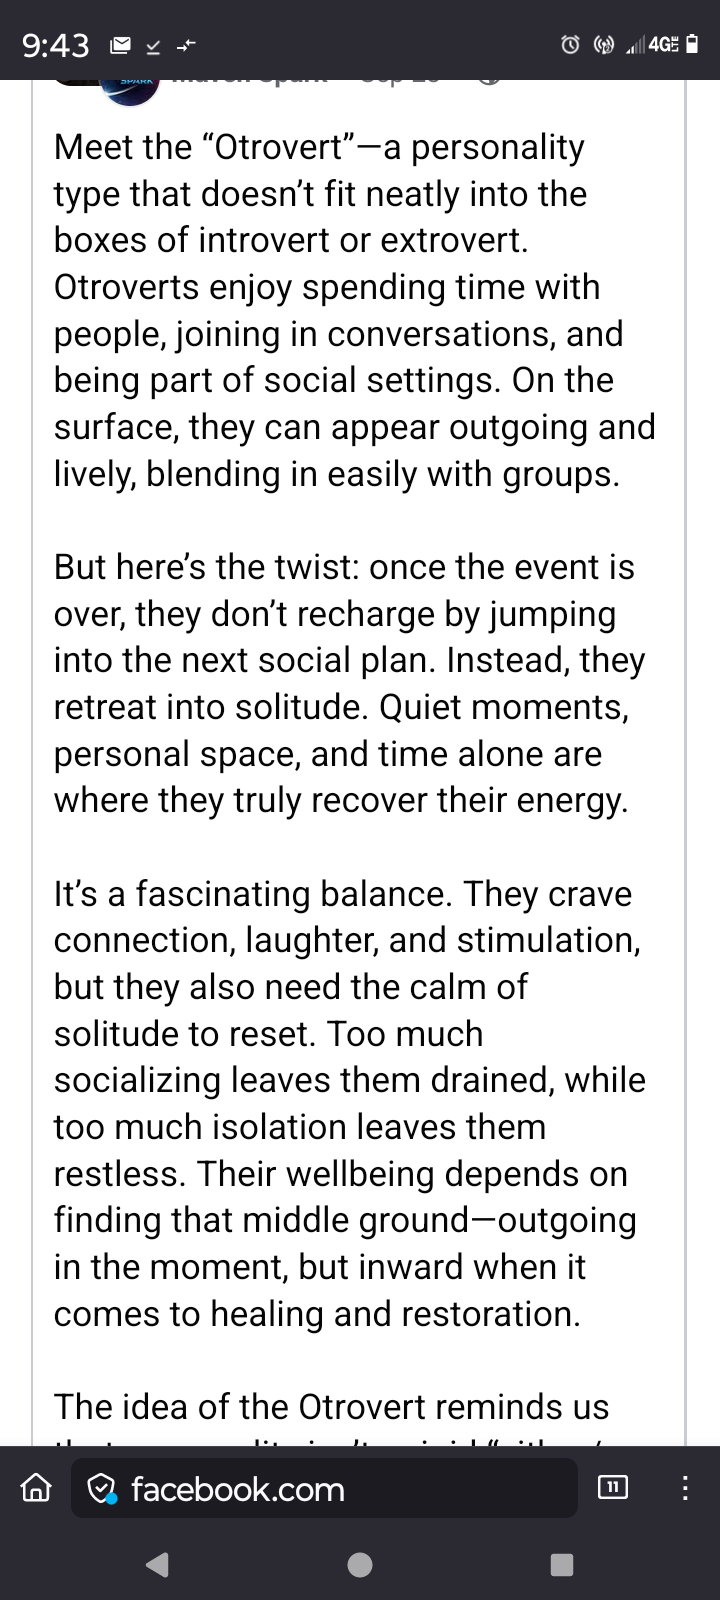 9:43
4G LTE
SPARK
Meet the “Otrovert”—a personality
type that doesn’t fit neatly into the
boxes of introvert or extrovert.
Otroverts enjoy spending time with
people, joining in conversations, and
being part of social settings. On the
surface, they can appear outgoing and
lively, blending in easily with groups.
But here’s the twist: once the event is
over, they don’t recharge by jumping
into the next social plan. Instead, they
retreat into solitude. Quiet moments,
personal space, and time alone are
where they truly recover their energy.
It’s a fascinating balance. They crave
connection, laughter, and stimulation,
but they also need the calm of
solitude to reset. Too much
socializing leaves them drained, while
too much isolation leaves them
restless. Their wellbeing depends on
finding that middle ground—outgoing
in the moment, but inward when it
comes to healing and restoration.
The idea of the Otrovert reminds us
facebook.com
11